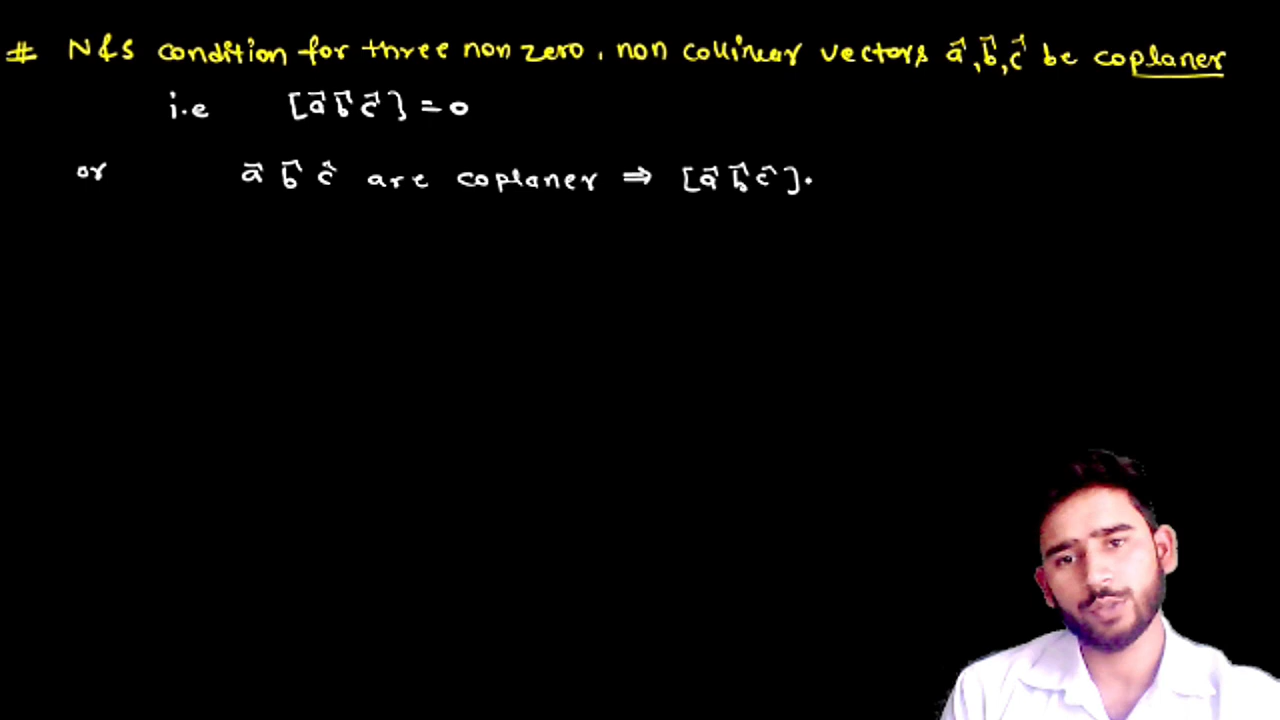 # N&S condition for three non zero, non collinear vectors a⃗, b⃗, c⃗ be coplaner
i.e [a⃗ b⃗ c⃗] = 0
or a⃗ b⃗ c⃗ are coplaner ⇒ [a⃗ b⃗ c⃗].